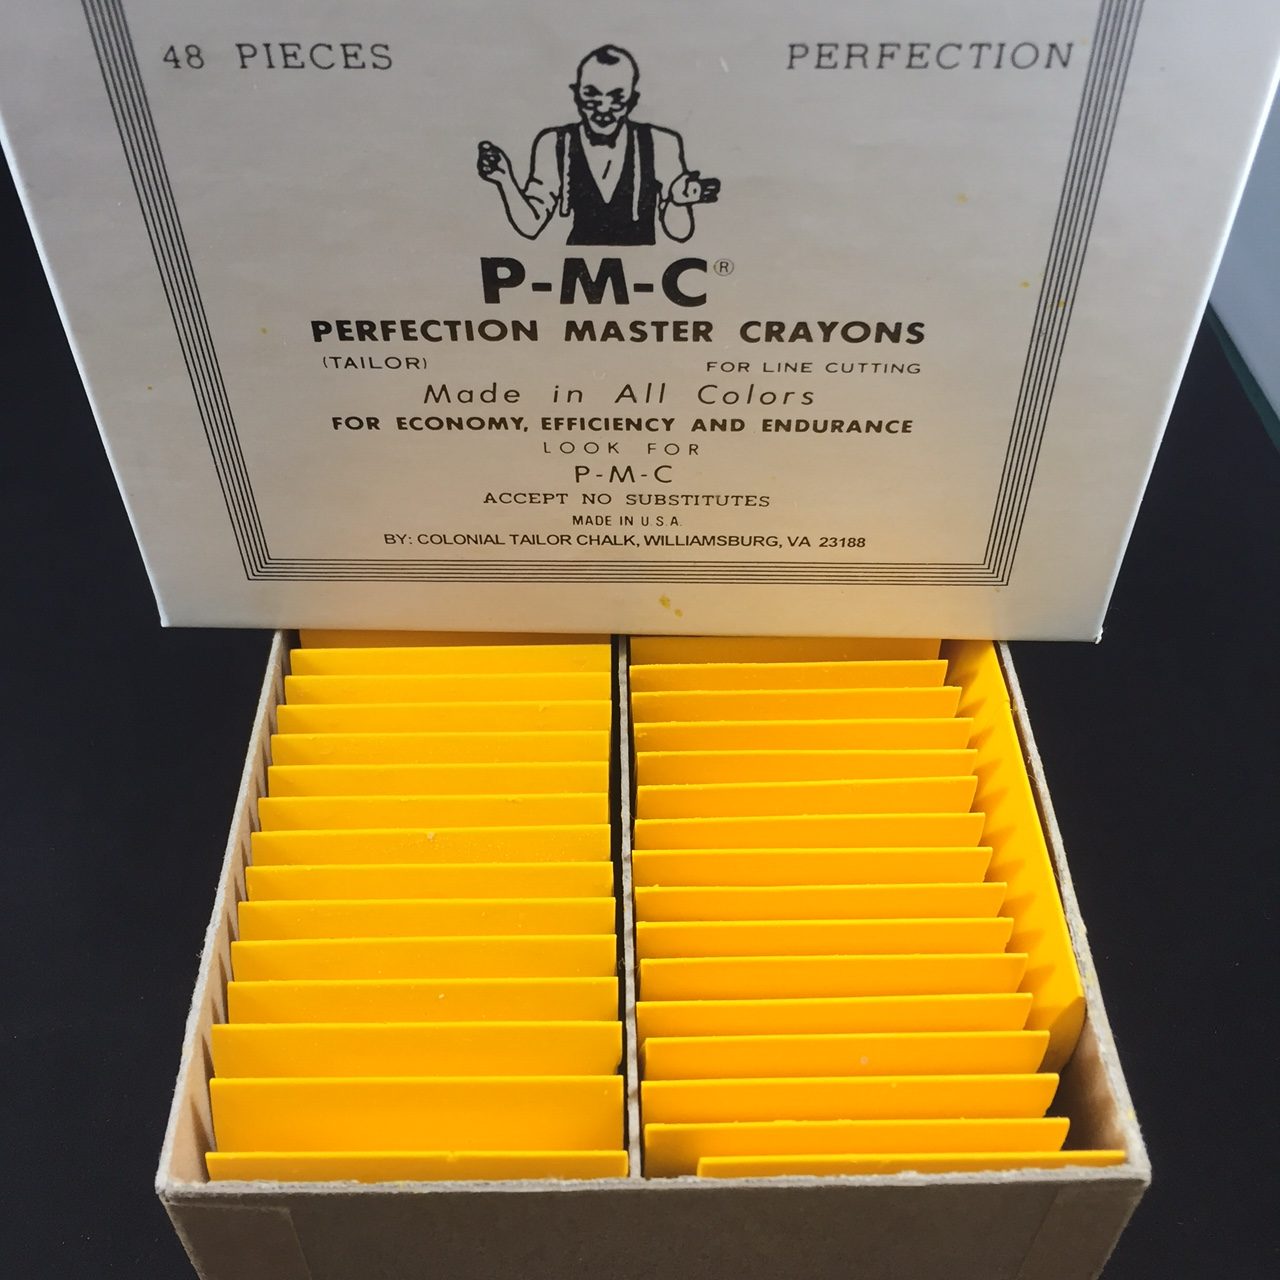 48 PIECES PERFECTION
P-M-C®
PERFECTION MASTER CRAYONS
(TAILOR) FOR LINE CUTTING
Made in All Colors
FOR ECONOMY, EFFICIENCY AND ENDURANCE
LOOK FOR
P-M-C
ACCEPT NO SUBSTITUTES
MADE IN U.S.A.
BY: COLONIAL TAILOR CHALK, WILLIAMSBURG, VA 23188